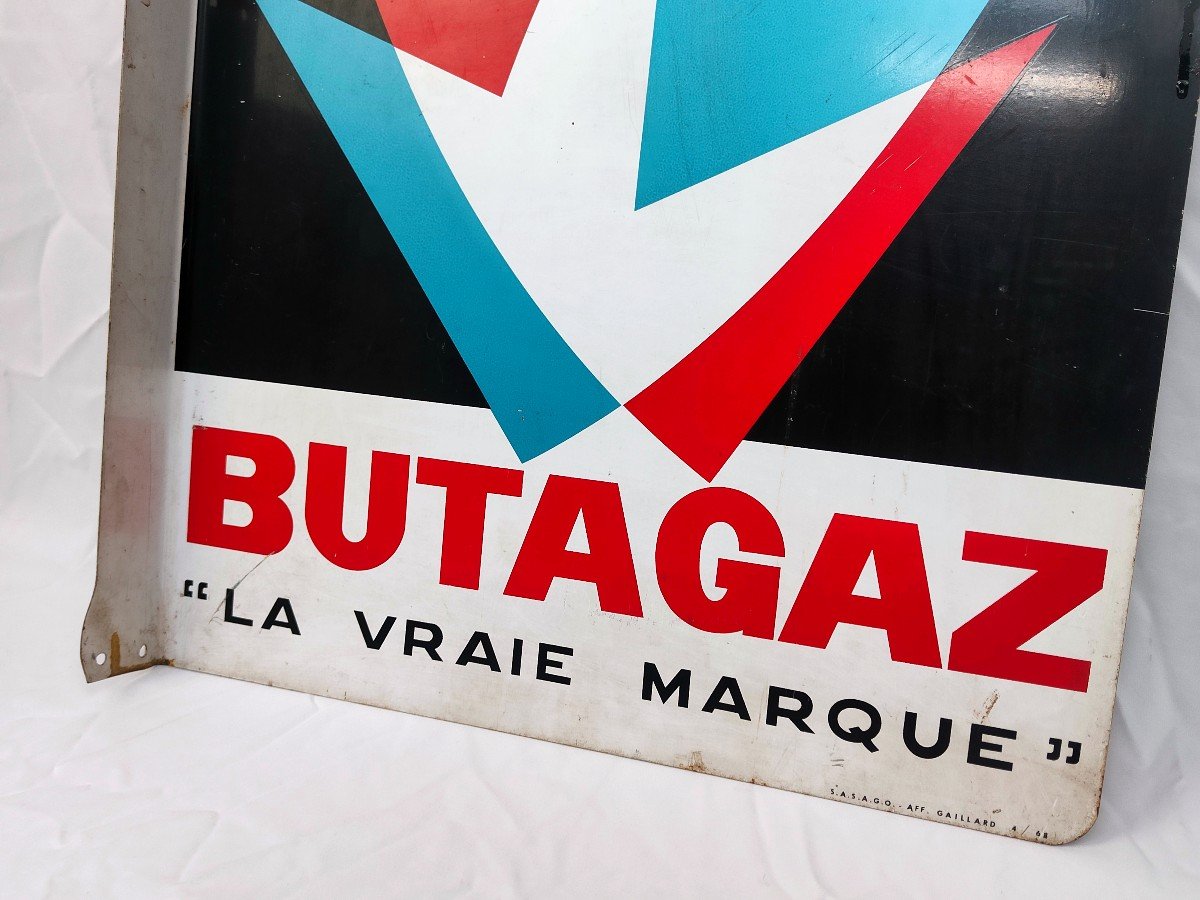 BUTAGAZ
“LA VRAIE MARQUE”
S.A.S.A.G.O. - AFF. GAILLARD 4 / 68